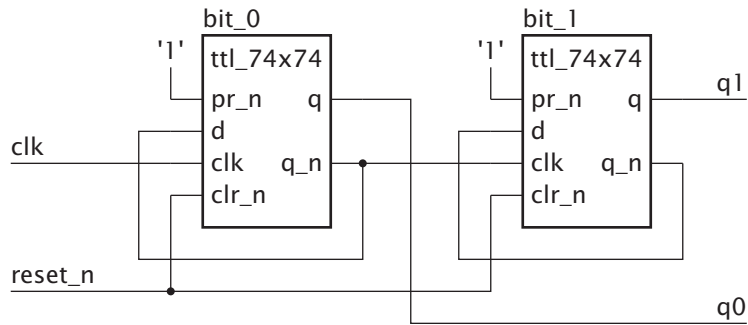 bit_0
bit_1
'1'
ttl_74x74
'1'
ttl_74x74
pr_n
q
pr_n
q
q1
d
d
clk
clk
q_n
clk
q_n
clr_n
clr_n
reset_n
q0